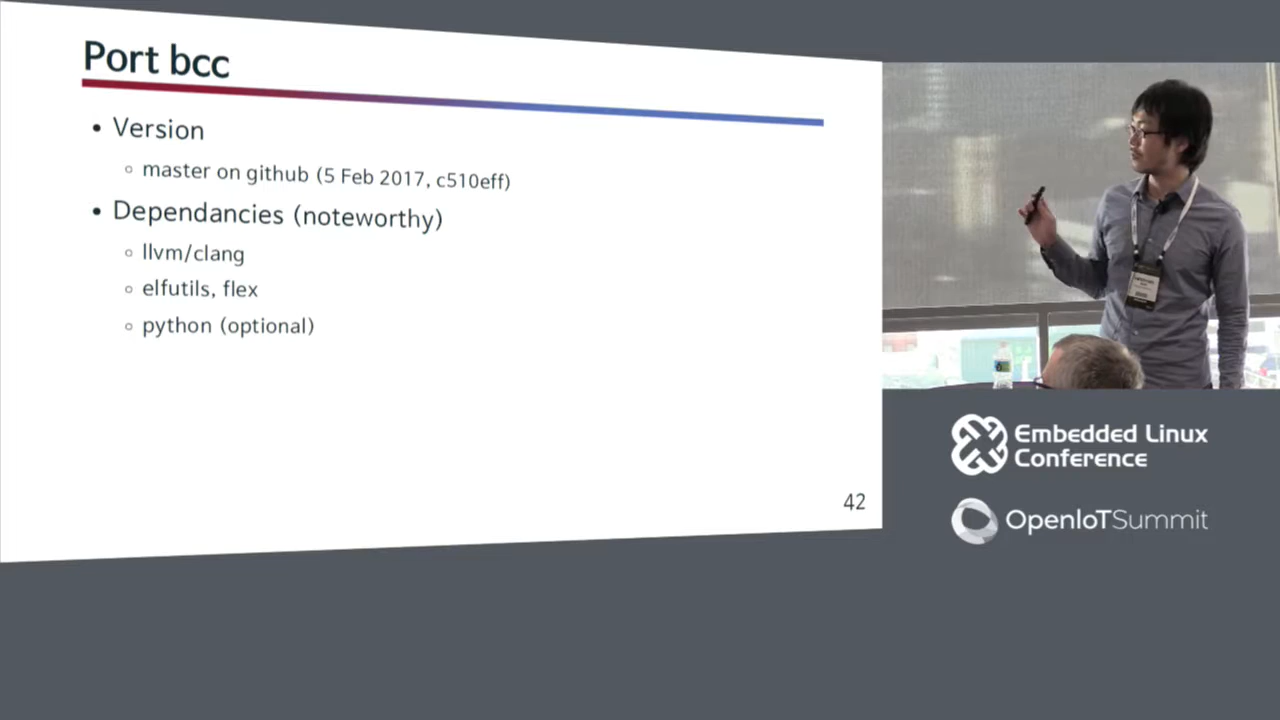 Port bcc
• Version
◦ master on github (5 Feb 2017, c510eff)
• Dependancies (noteworthy)
◦ llvm/clang
◦ elfutils, flex
◦ python (optional)
42
Embedded Linux
Conference
OpenIoTSummit